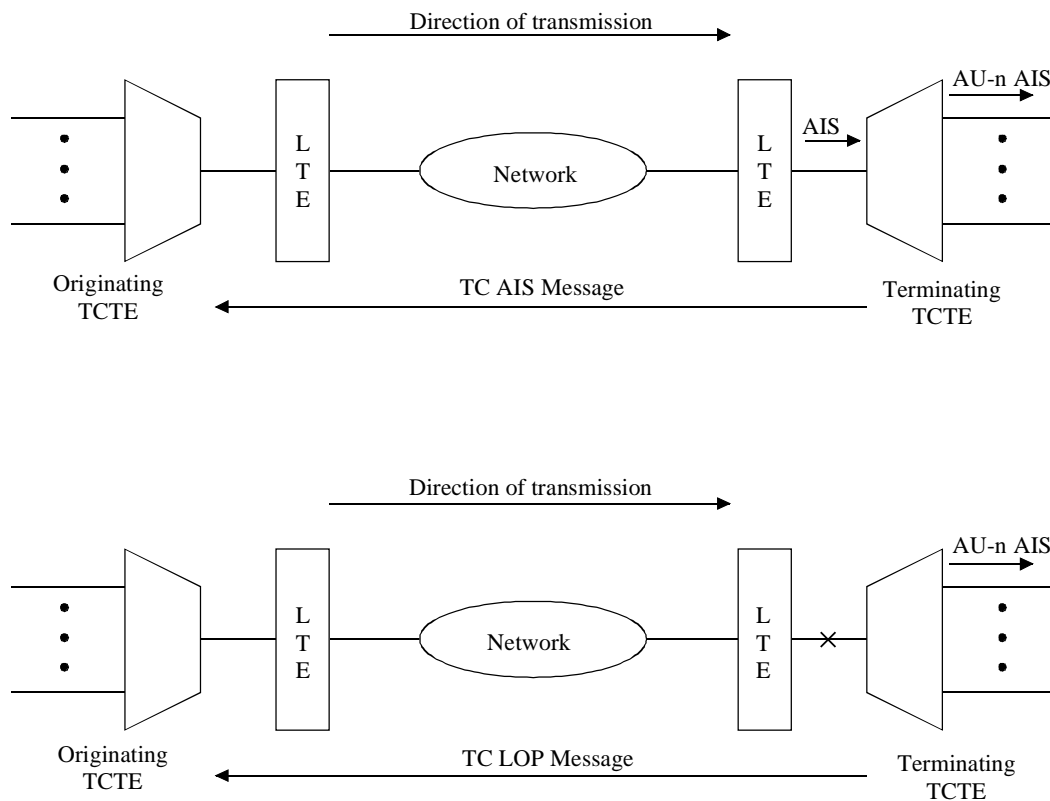 Direction of transmission
AU-n AIS
L
T
E
L
T
E
AIS
Network
Originating
TCTE
TC AIS Message
Terminating
TCTE
Direction of transmission
AU-n AIS
L
T
E
L
T
E
Network
Originating
TCTE
TC LOP Message
Terminating
TCTE